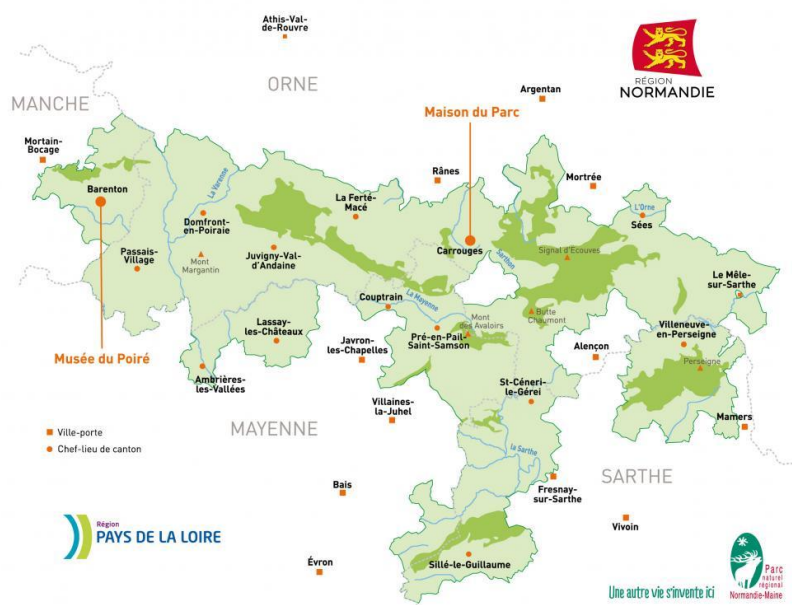 Athis-Val-
de-Rouvre
RÉGION
NORMANDIE
ORNE
MANCHE
Argentan
Maison du Parc
Mortain-
Bocage
Rânes
Mortrée
La Varenne
Barenton
La Ferté-
Macé
L'Orne
Sées
Domfront-
en-Poiraie
Carrouges
Sarthon
Signal d'Ecouves
Passais-
Village
Mont
Margantin
Juvigny-Val-
d'Andaine
Le Mêle-
sur-Sarthe
Couptrain
La Mayenne
Mont
des Avaloirs
Butte
Chaumont
Lassay-
les-Châteaux
Pré-en-Pail-
Saint-Samson
Villeneuve-
en-Perseigne
Javron-
les-Chapelles
Alençon
Musée du Poiré
Perseigne
Ambrières-
les-Vallées
St-Céneri-
le-Gérei
Villaines-
la-Juhel
Mamers
MAYENNE
Ville-porte
Chef-lieu de canton
la Sarthe
SARTHE
Bais
Fresnay-
sur-Sarthe
Vivoin
Région
PAYS DE LA LOIRE
Évron
Sillé-le-Guillaume
Une autre vie s'invente ici
Parc
naturel
régional
Normandie-Maine